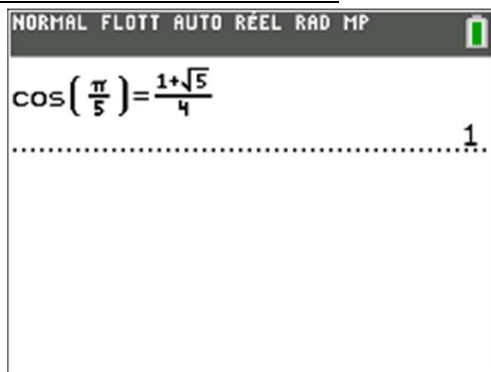 NORMAL FLOTT AUTO RÉEL RAD MP
cos(π/5)=(1+√5)/4
1